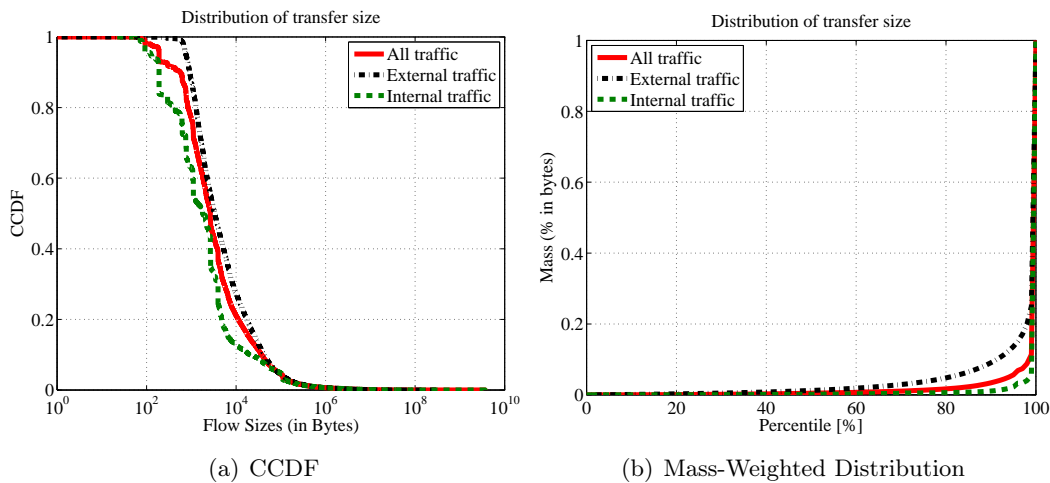 Distribution of transfer size
1
0.8
0.6
0.4
0.2
0
CCDF
All traffic
External traffic
Internal traffic
10^0
10^2
10^4
10^6
10^8
10^10
Flow Sizes (in Bytes)
(a) CCDF
Distribution of transfer size
1
0.8
0.6
0.4
0.2
0
Mass (% in bytes)
All traffic
External traffic
Internal traffic
0
20
40
60
80
100
Percentile [%]
(b) Mass-Weighted Distribution